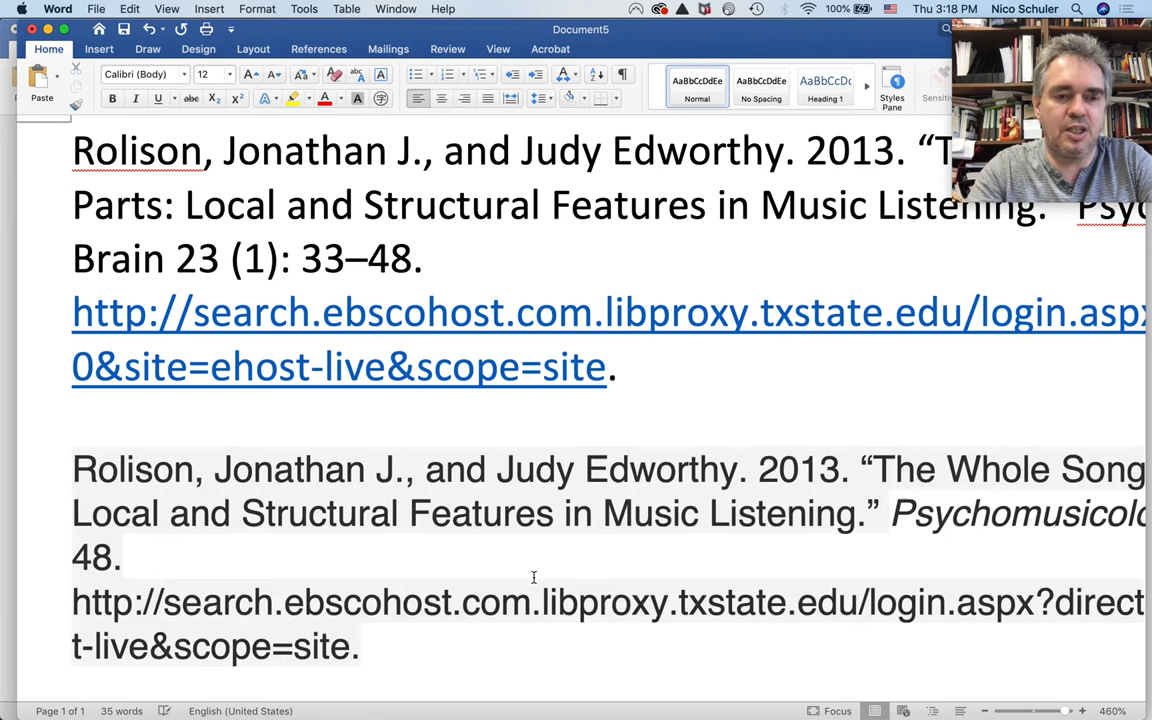 Word File Edit View Insert Format Tools Table Window Help 100% Thu 3:18 PM Nico Schuler
Document5
Home Insert Draw Design Layout References Mailings Review View Acrobat
Paste Calibri (Body) 12 AaBbCcDdEe Normal AaBbCcDdEe No Spacing AaBbCcDc Heading 1 Styles Pane
Rolison, Jonathan J., and Judy Edworthy. 2013. “T
Parts: Local and Structural Features in Music Listening.” Psyc
Brain 23 (1): 33–48.
http://search.ebscohost.com.libproxy.txstate.edu/login.aspx
0&site=ehost-live&scope=site.
Rolison, Jonathan J., and Judy Edworthy. 2013. “The Whole Song
Local and Structural Features in Music Listening.” Psychomusicolo
48.
http://search.ebscohost.com.libproxy.txstate.edu/login.aspx?direct
t-live&scope=site.
Page 1 of 1 35 words English (United States) Focus 460%